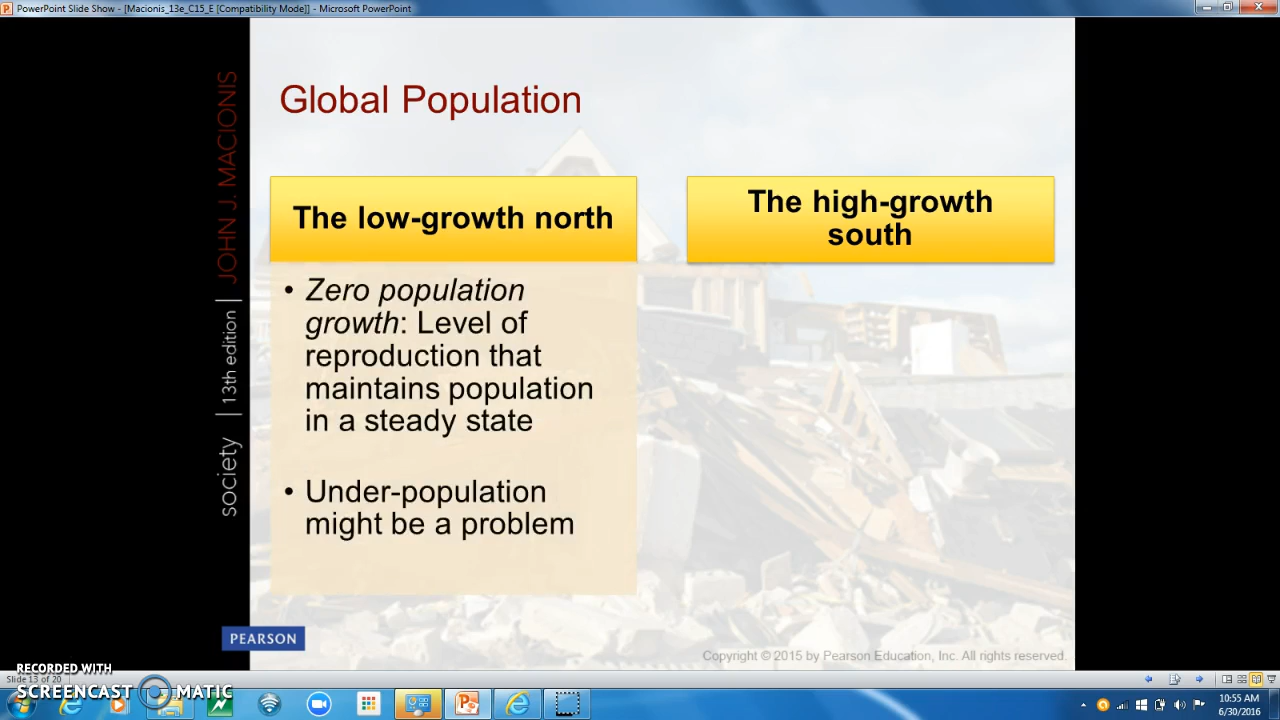 PowerPoint Slide Show - [Macionis_13e_C15_E [Compatibility Mode]] - Microsoft PowerPoint
Global Population
The low-growth north
• Zero population
growth: Level of
reproduction that
maintains population
in a steady state
• Under-population
might be a problem
The high-growth
south
society | 13th edition | JOHN J. MACIONIS
PEARSON
Copyright © 2015 by Pearson Education, Inc. All rights reserved.
RECORDED WITH
SCREENCAST MATIC
Slide 13 of 20
10:55 AM
6/30/2016